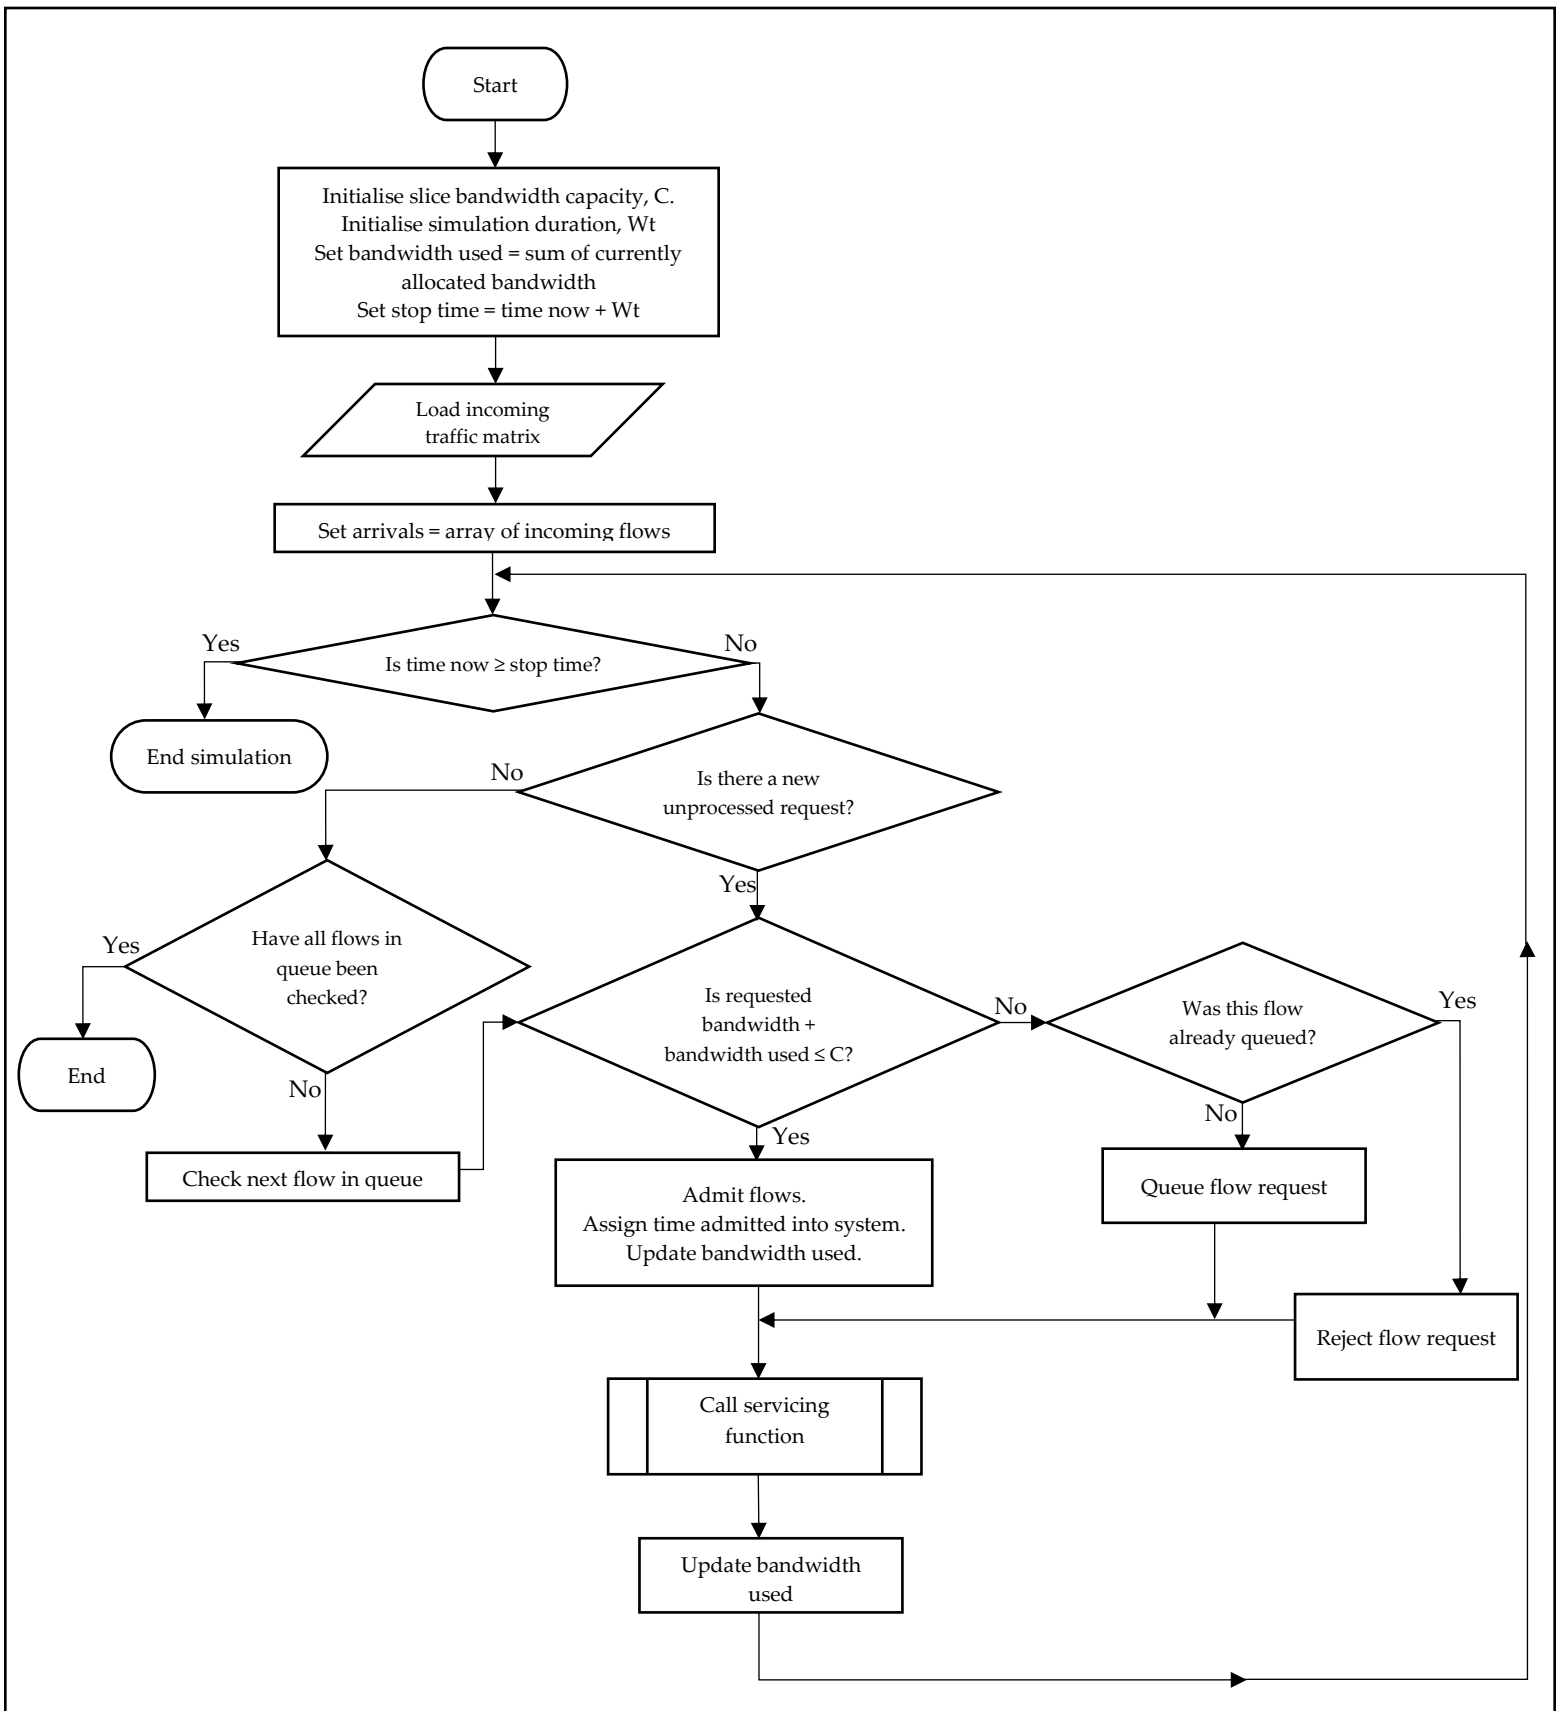 Start
Initialise slice bandwidth capacity, C.
Initialise simulation duration, Wt
Set bandwidth used = sum of currently
allocated bandwidth
Set stop time = time now + Wt
Load incoming
traffic matrix
Set arrivals = array of incoming flows
Yes
No
Is time now ≥ stop time?
End simulation
No
Is there a new
unprocessed request?
Yes
Yes
Have all flows in
queue been
checked?
End
No
Check next flow in queue
Is requested
bandwidth +
bandwidth used ≤ C?
No
Was this flow
already queued?
Yes
No
Yes
Queue flow request
Admit flows.
Assign time admitted into system.
Update bandwidth used.
Reject flow request
Call servicing
function
Update bandwidth
used